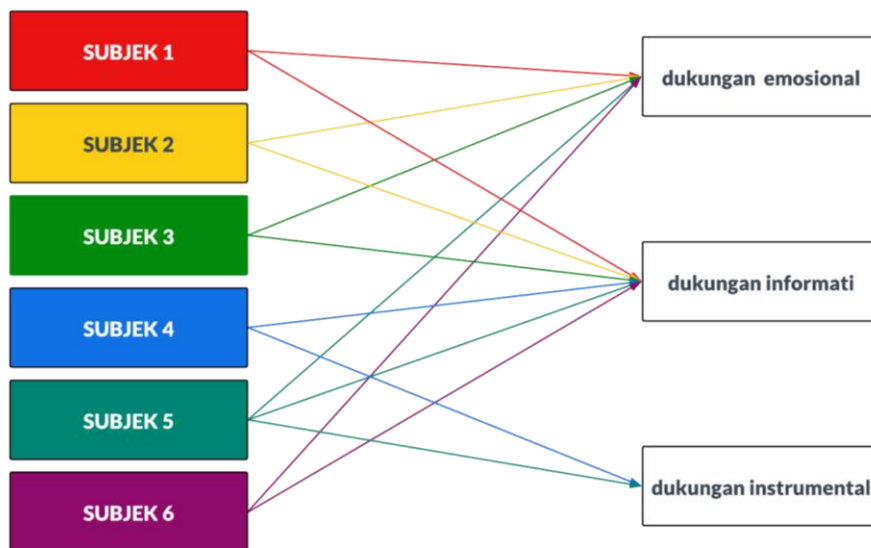 SUBJEK 1
SUBJEK 2
SUBJEK 3
SUBJEK 4
SUBJEK 5
SUBJEK 6
dukungan emosional
dukungan informati
dukungan instrumental